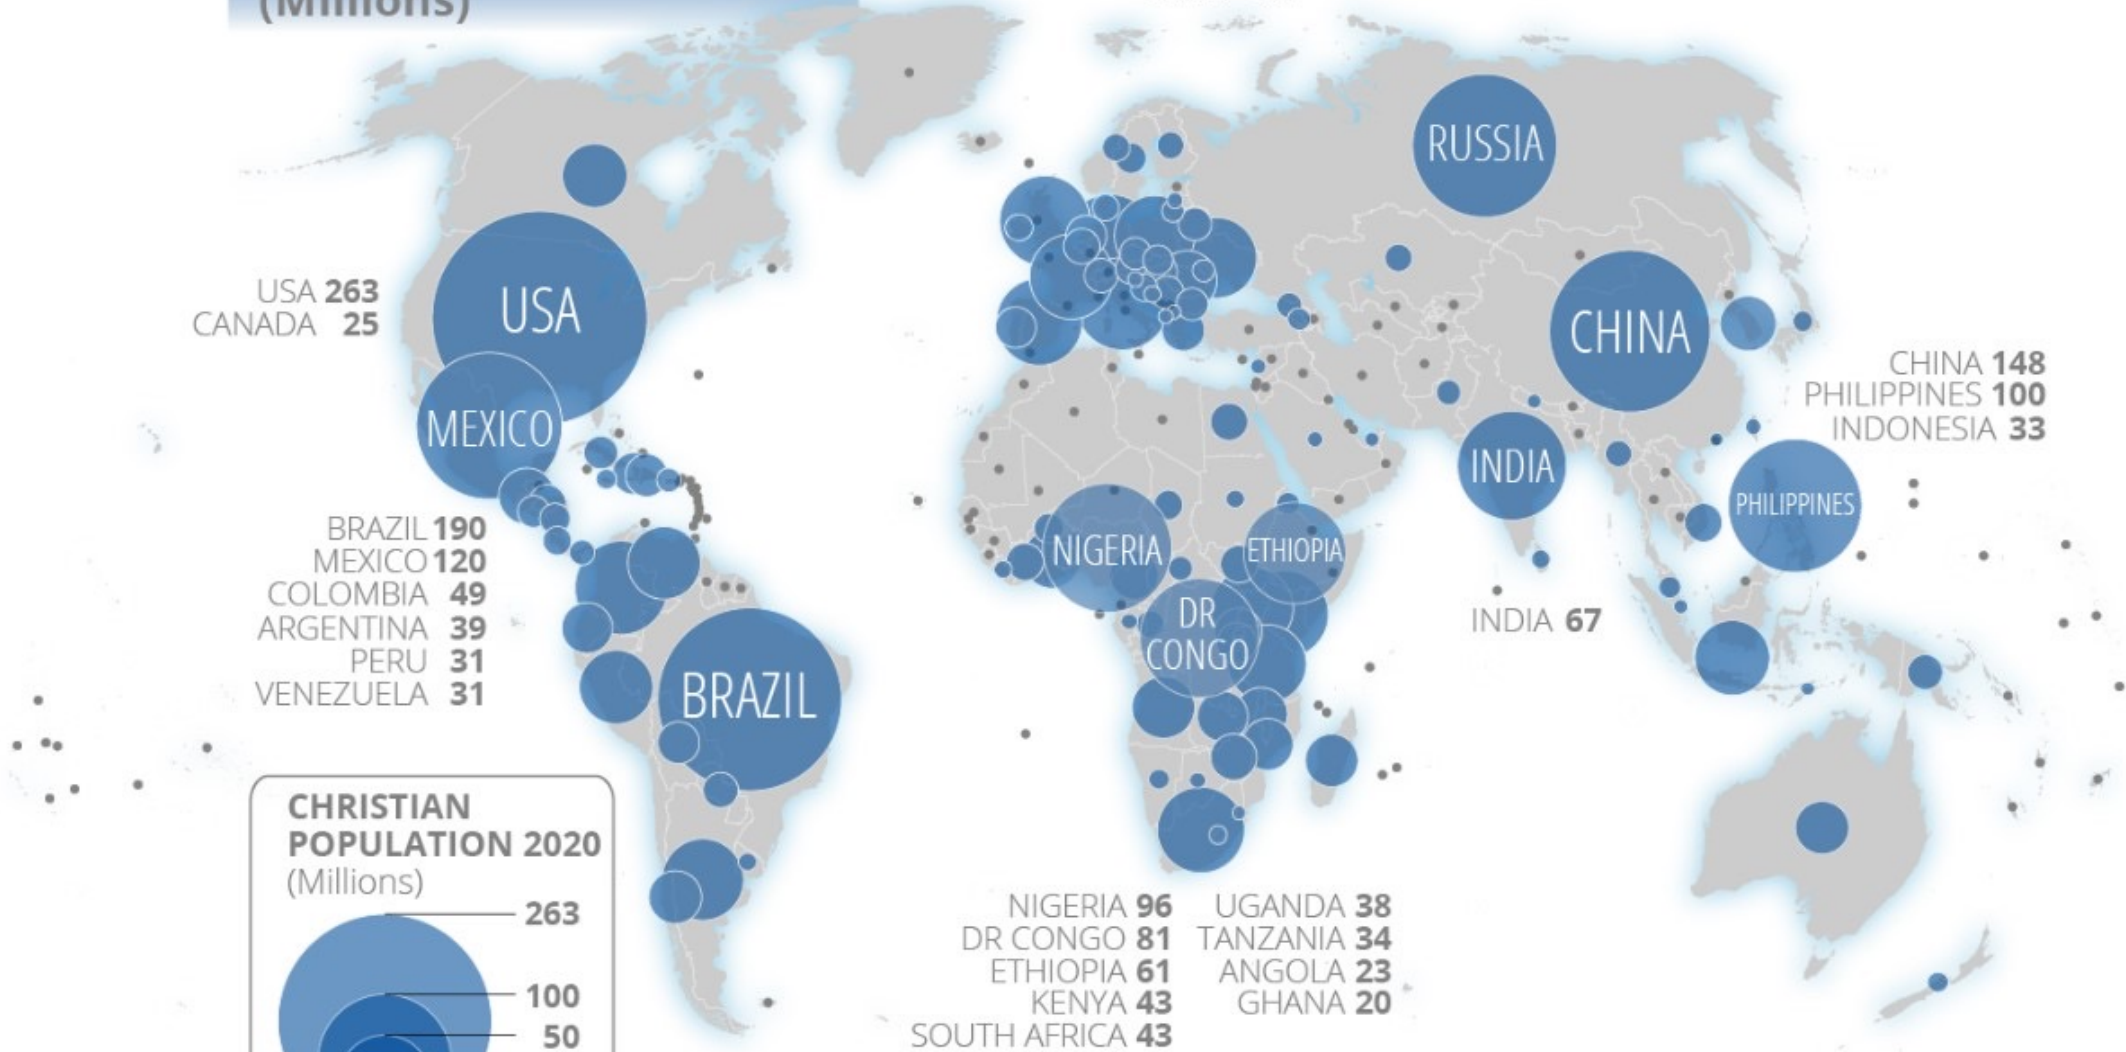 (Millions)
RUSSIA
USA 263
CANADA 25
USA
CHINA
CHINA 148
PHILIPPINES 100
INDONESIA 33
MEXICO
INDIA
PHILIPPINES
BRAZIL 190
MEXICO 120
COLOMBIA 49
ARGENTINA 39
PERU 31
VENEZUELA 31
NIGERIA
ETHIOPIA
DR
CONGO
INDIA 67
BRAZIL
CHRISTIAN
POPULATION 2020
(Millions)
263
100
50
NIGERIA 96
DR CONGO 81
ETHIOPIA 61
KENYA 43
SOUTH AFRICA 43
UGANDA 38
TANZANIA 34
ANGOLA 23
GHANA 20